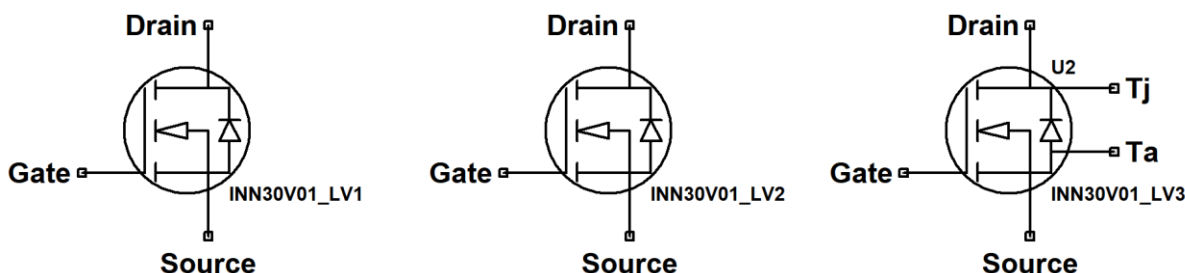 Drain
Gate
INN30V01_LV1
Source
Drain
Gate
INN30V01_LV2
Source
Drain
U2
Tj
Ta
Gate
INN30V01_LV3
Source